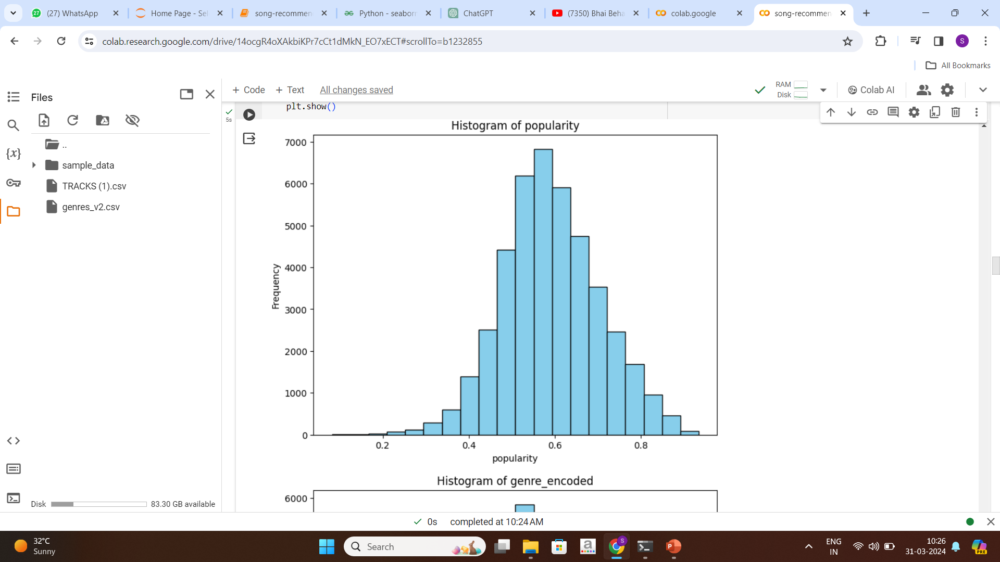 (27) WhatsApp
Home Page - Sel
song-recommen
Python - seaborn
ChatGPT
(7350) Bhai Beha
colab.google
song-recommen
colab.research.google.com/drive/14ocgR4oXAkbiKPr7cCt1dMkN_EO7xECT#scrollTo=b1232855
S
All Bookmarks
Files
+ Code + Text All changes saved
RAM
Disk
Colab AI
plt.show()
5s
..
sample_data
TRACKS (1).csv
genres_v2.csv
{x}
Histogram of popularity
7000
6000
5000
4000
3000
2000
1000
0
Frequency
0.2 0.4 0.6 0.8
popularity
Histogram of genre_encoded
6000
Disk 83.30 GB available
0s completed at 10:24 AM
32°C
Sunny
Search
ENG
IN
10:26
31-03-2024
PRE